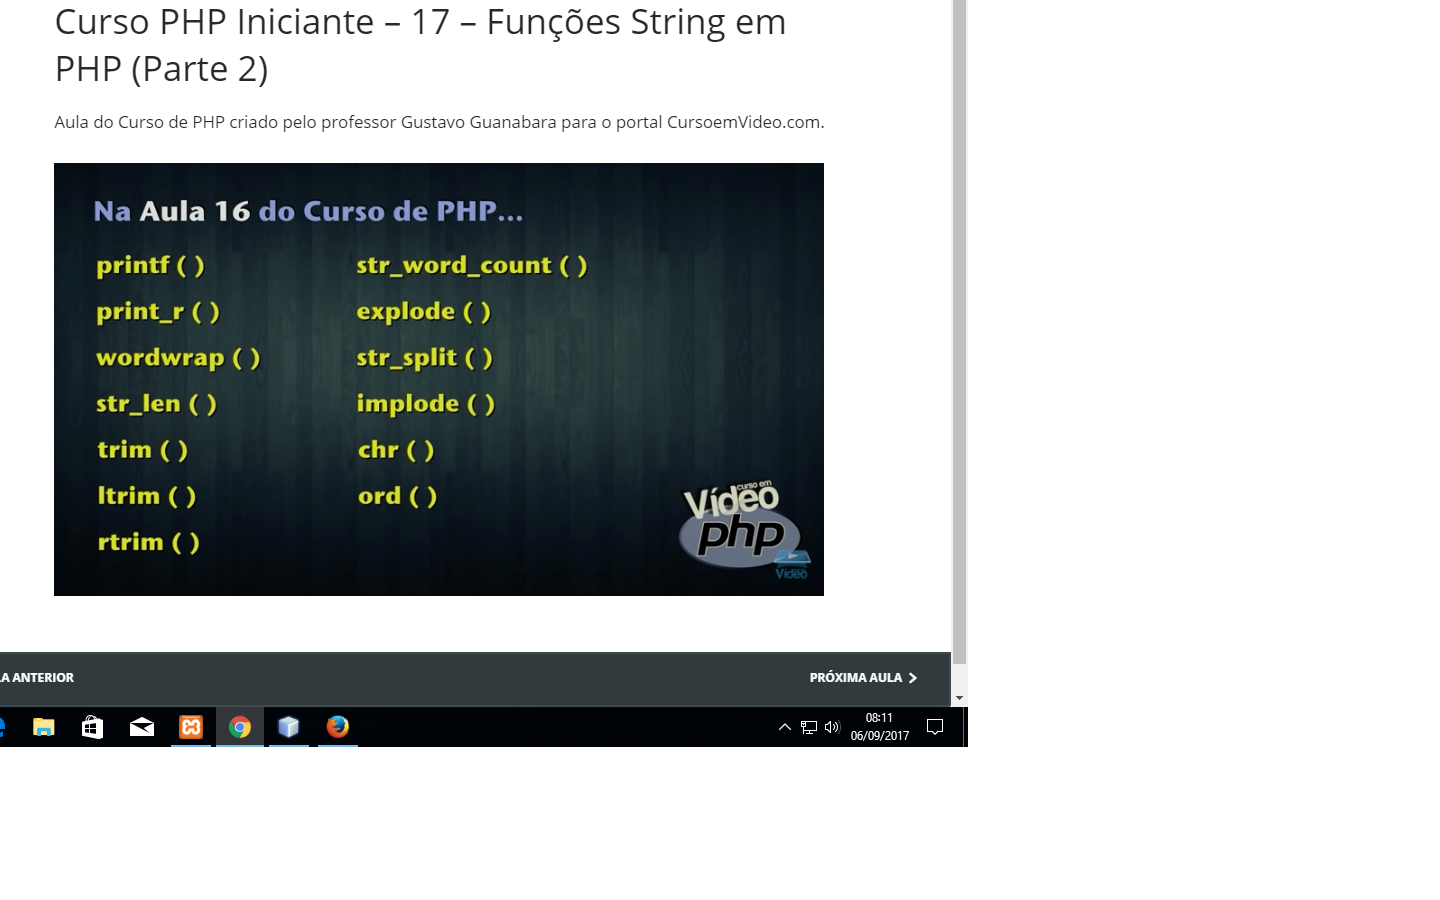 Curso PHP Iniciante – 17 – Funções String em
PHP (Parte 2)
Aula do Curso de PHP criado pelo professor Gustavo Guanabara para o portal CursoemVideo.com.
Na Aula 16 do Curso de PHP...
printf ( )
print_r ( )
wordwrap ( )
str_len ( )
trim ( )
ltrim ( )
rtrim ( )
str_word_count ( )
explode ( )
str_split ( )
implode ( )
chr ( )
ord ( )
curso em
Vídeo
php
Vídeo
A ANTERIOR
PRÓXIMA AULA
08:11
06/09/2017